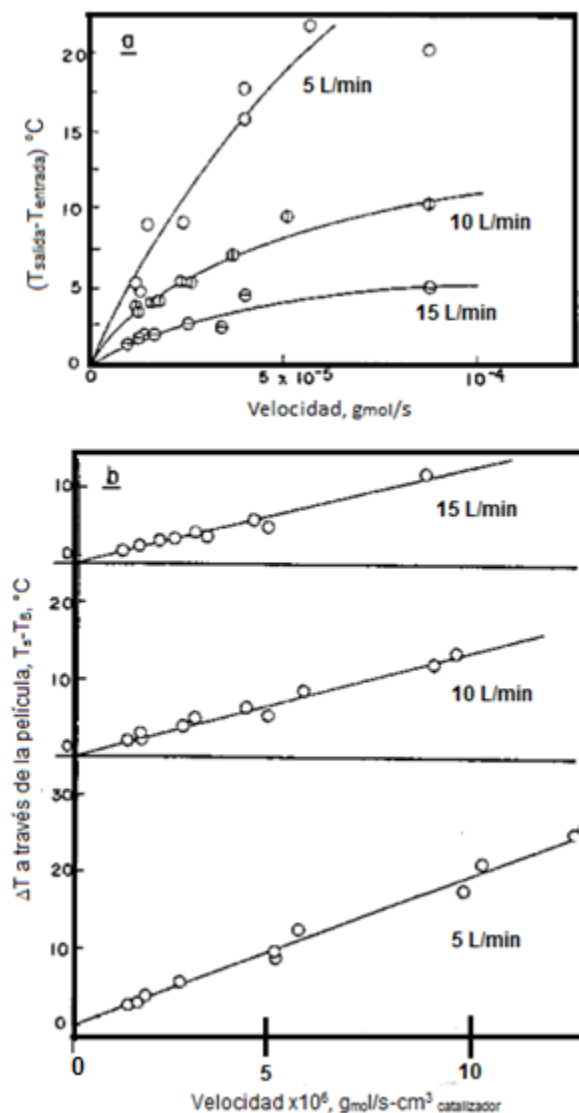 a
20
15
10
5
0
(Tsalida-Tentrada) °C
5 L/min
10 L/min
15 L/min
0
5 x 10⁻⁵
10⁻⁴
Velocidad, gmol/s
b
10
0
15 L/min
20
10
0
10 L/min
30
20
10
0
5 L/min
ΔT a través de la película, Ts-TB, °C
0
5
10
Velocidad x10⁶, gmol/s-cm³ catalizador